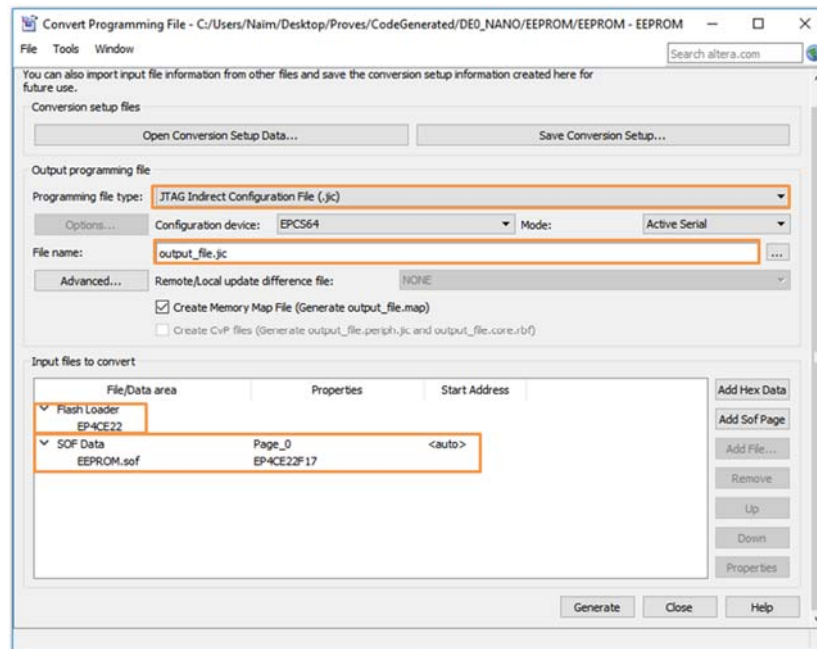 Convert Programming File - C:/Users/Naim/Desktop/Proves/CodeGenerated/DE0_NANO/EEPROM/EEPROM - EEPROM
File Tools Window
Search altera.com
You can also import input file information from other files and save the conversion setup information created here for
future use.
Conversion setup files
Open Conversion Setup Data... Save Conversion Setup...
Output programming file
Programming file type: JTAG Indirect Configuration File (.jic)
Options... Configuration device: EPCS64 Mode: Active Serial
File name: output_file.jic ...
Advanced... Remote/Local update difference file: NONE
Create Memory Map File (Generate output_file.map)
Create CvP files (Generate output_file.periph.jic and output_file.core.rbf)
Input files to convert
File/Data area Properties Start Address
Flash Loader
EP4CE22
SOF Data Page_0 <auto>
EEPROM.sof EP4CE22F17
Add Hex Data
Add Sof Page
Add File...
Remove
Up
Down
Properties
Generate Close Help